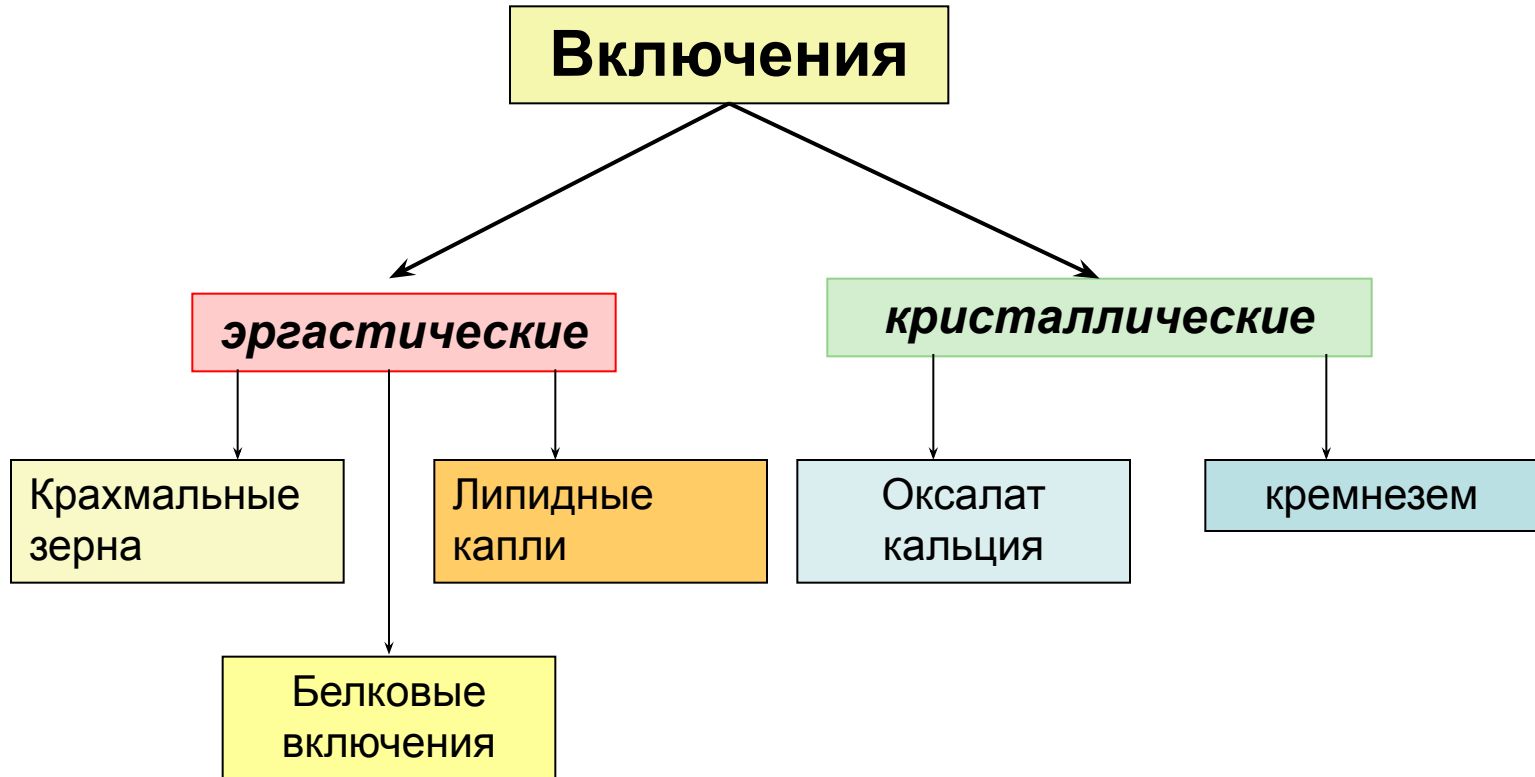 Включения
эргастические
кристаллические
Крахмальные
зерна
Липидные
капли
Оксалат
кальция
кремнезем
Белковые
включения